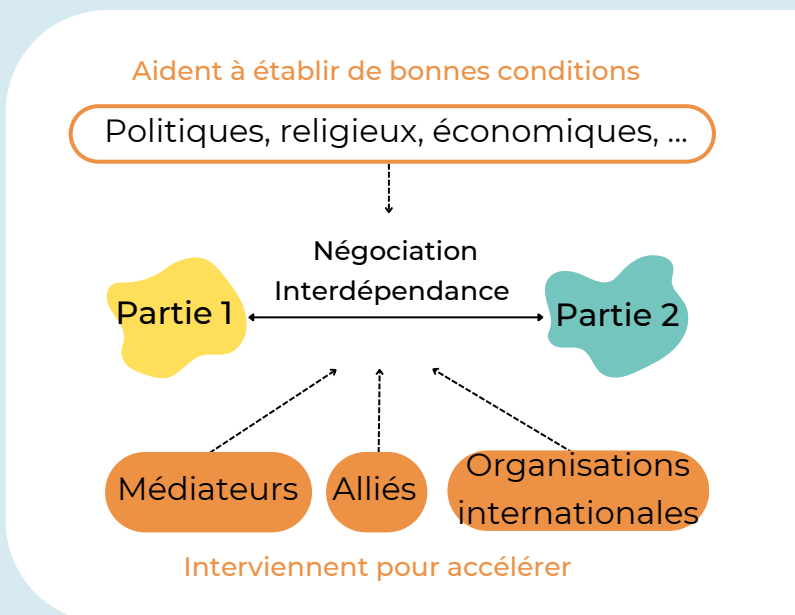 Aident à établir de bonnes conditions
Politiques, religieux, économiques, ...
Négociation
Interdépendance
Partie 1
Partie 2
Médiateurs
Alliés
Organisations
internationales
Interviennent pour accélérer